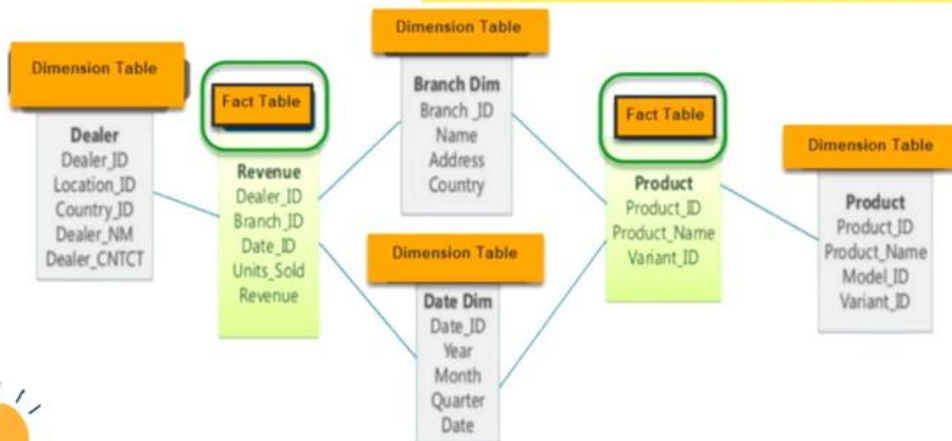 Dimension Table
Dealer
Dealer_ID
Location_ID
Country_ID
Dealer_NM
Dealer_CNTCT
Fact Table
Revenue
Dealer_ID
Branch_ID
Date_ID
Units_Sold
Revenue
Dimension Table
Branch Dim
Branch _ID
Name
Address
Country
Dimension Table
Date Dim
Date_ID
Year
Month
Quarter
Date
Fact Table
Product
Product_ID
Product_Name
Variant_ID
Dimension Table
Product
Product_ID
Product_Name
Model_ID
Variant_ID